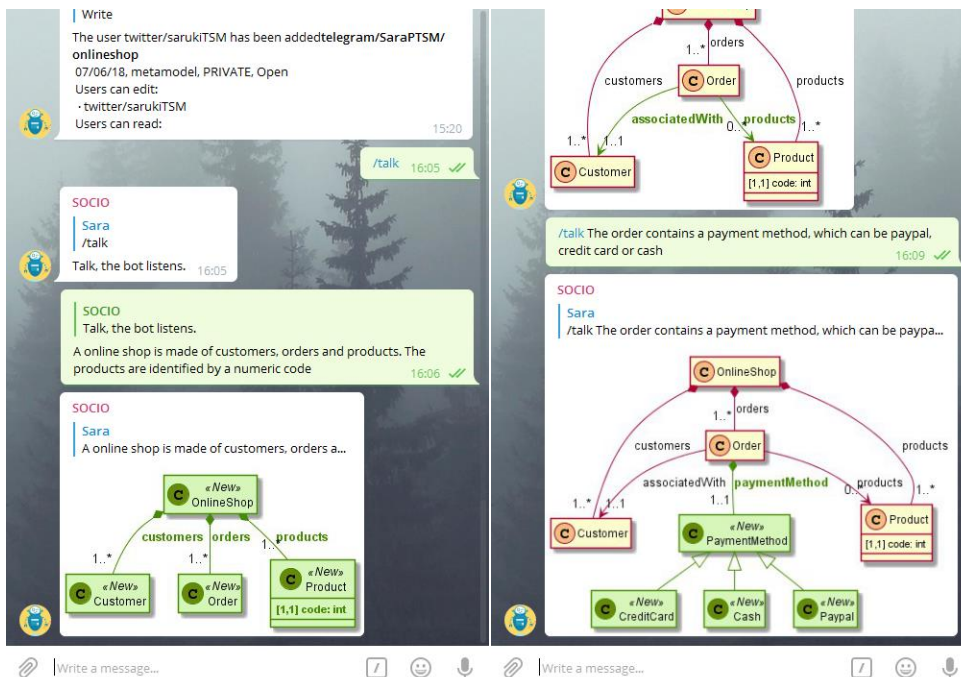 Write
The user twitter/sarukiTSM has been addedtelegram/SaraPTSM/
onlineshop
07/06/18, metamodel, PRIVATE, Open
Users can edit:
· twitter/sarukiTSM
Users can read:
15:20
/talk 16:05
SOCIO
Sara
/talk
Talk, the bot listens. 16:05
SOCIO
Talk, the bot listens.
A online shop is made of customers, orders and products. The
products are identified by a numeric code
16:06
SOCIO
Sara
A online shop is made of customers, orders a...
«New»
C OnlineShop
customers orders products
1..* 1..* 1..*
«New» «New» «New»
C Customer C Order C Product
[1,1] code: int
Write a message...
1..* orders
customers C Order products
associatedWith 0..* products
1..* 1..1 1..*
C Customer C Product
[1,1] code: int
/talk The order contains a payment method, which can be paypal,
credit card or cash
16:09
SOCIO
Sara
/talk The order contains a payment method, which can be paypa...
C OnlineShop
1..* orders
customers C Order products
associatedWith paymentMethod 0..* products
1..* 1..1 1..1 1..*
C Customer C Product
[1,1] code: int
«New»
C PaymentMethod
«New» «New» «New»
C CreditCard C Cash C Paypal
Write a message...